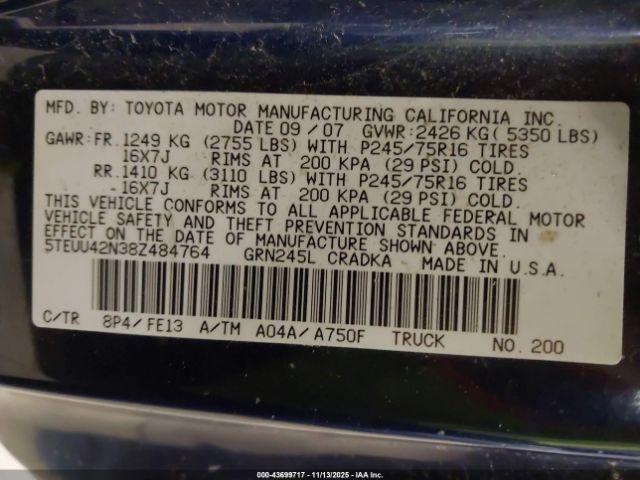 MFD. BY: TOYOTA MOTOR MANUFACTURING CALIFORNIA INC.
DATE 09 / 07 GVWR: 2426 KG ( 5350 LBS)
GAWR: FR. 1249 KG (2755 LBS) WITH P245/75R16 TIRES
16X7J RIMS AT 200 KPA (29 PSI) COLD.
RR. 1410 KG (3110 LBS) WITH P245/75R16 TIRES
16X7J RIMS AT 200 KPA (29 PSI) COLD.
THIS VEHICLE CONFORMS TO ALL APPLICABLE FEDERAL MOTOR
VEHICLE SAFETY AND THEFT PREVENTION STANDARDS IN
EFFECT ON THE DATE OF MANUFACTURE SHOWN ABOVE.
5TEUU42N38Z484764 GRN245L CRADKA MADE IN U.S.A.
C/TR 8P4/FE13 A/TM A04A/A750F TRUCK NO. 200
000-43699717 - 11/13/2025 - IAA Inc.